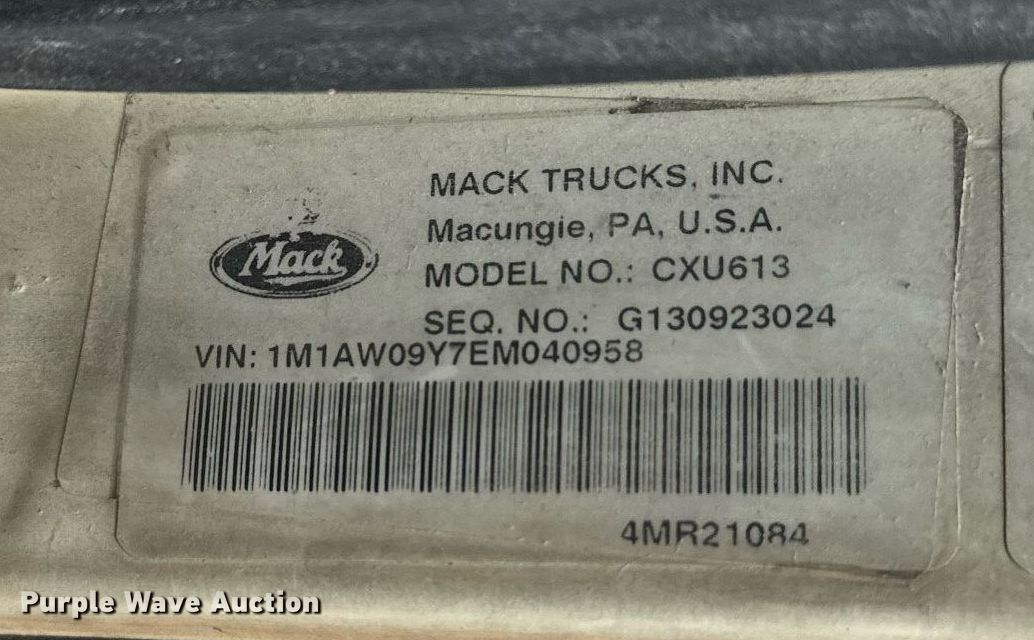 MACK TRUCKS, INC.
Mack
Macungie, PA, U.S.A.
MODEL NO.: CXU613
SEQ. NO.: G130923024
VIN: 1M1AW09Y7EM040958
4MR21084
Purple Wave Auction